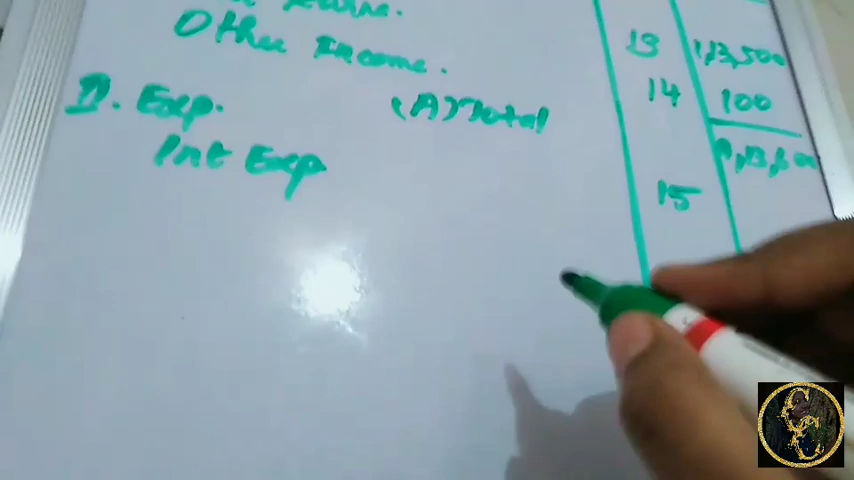 Other Income.
13 1,13,500
14 100
II. Exp. (A) Total
1,13,600
Int Exp
15